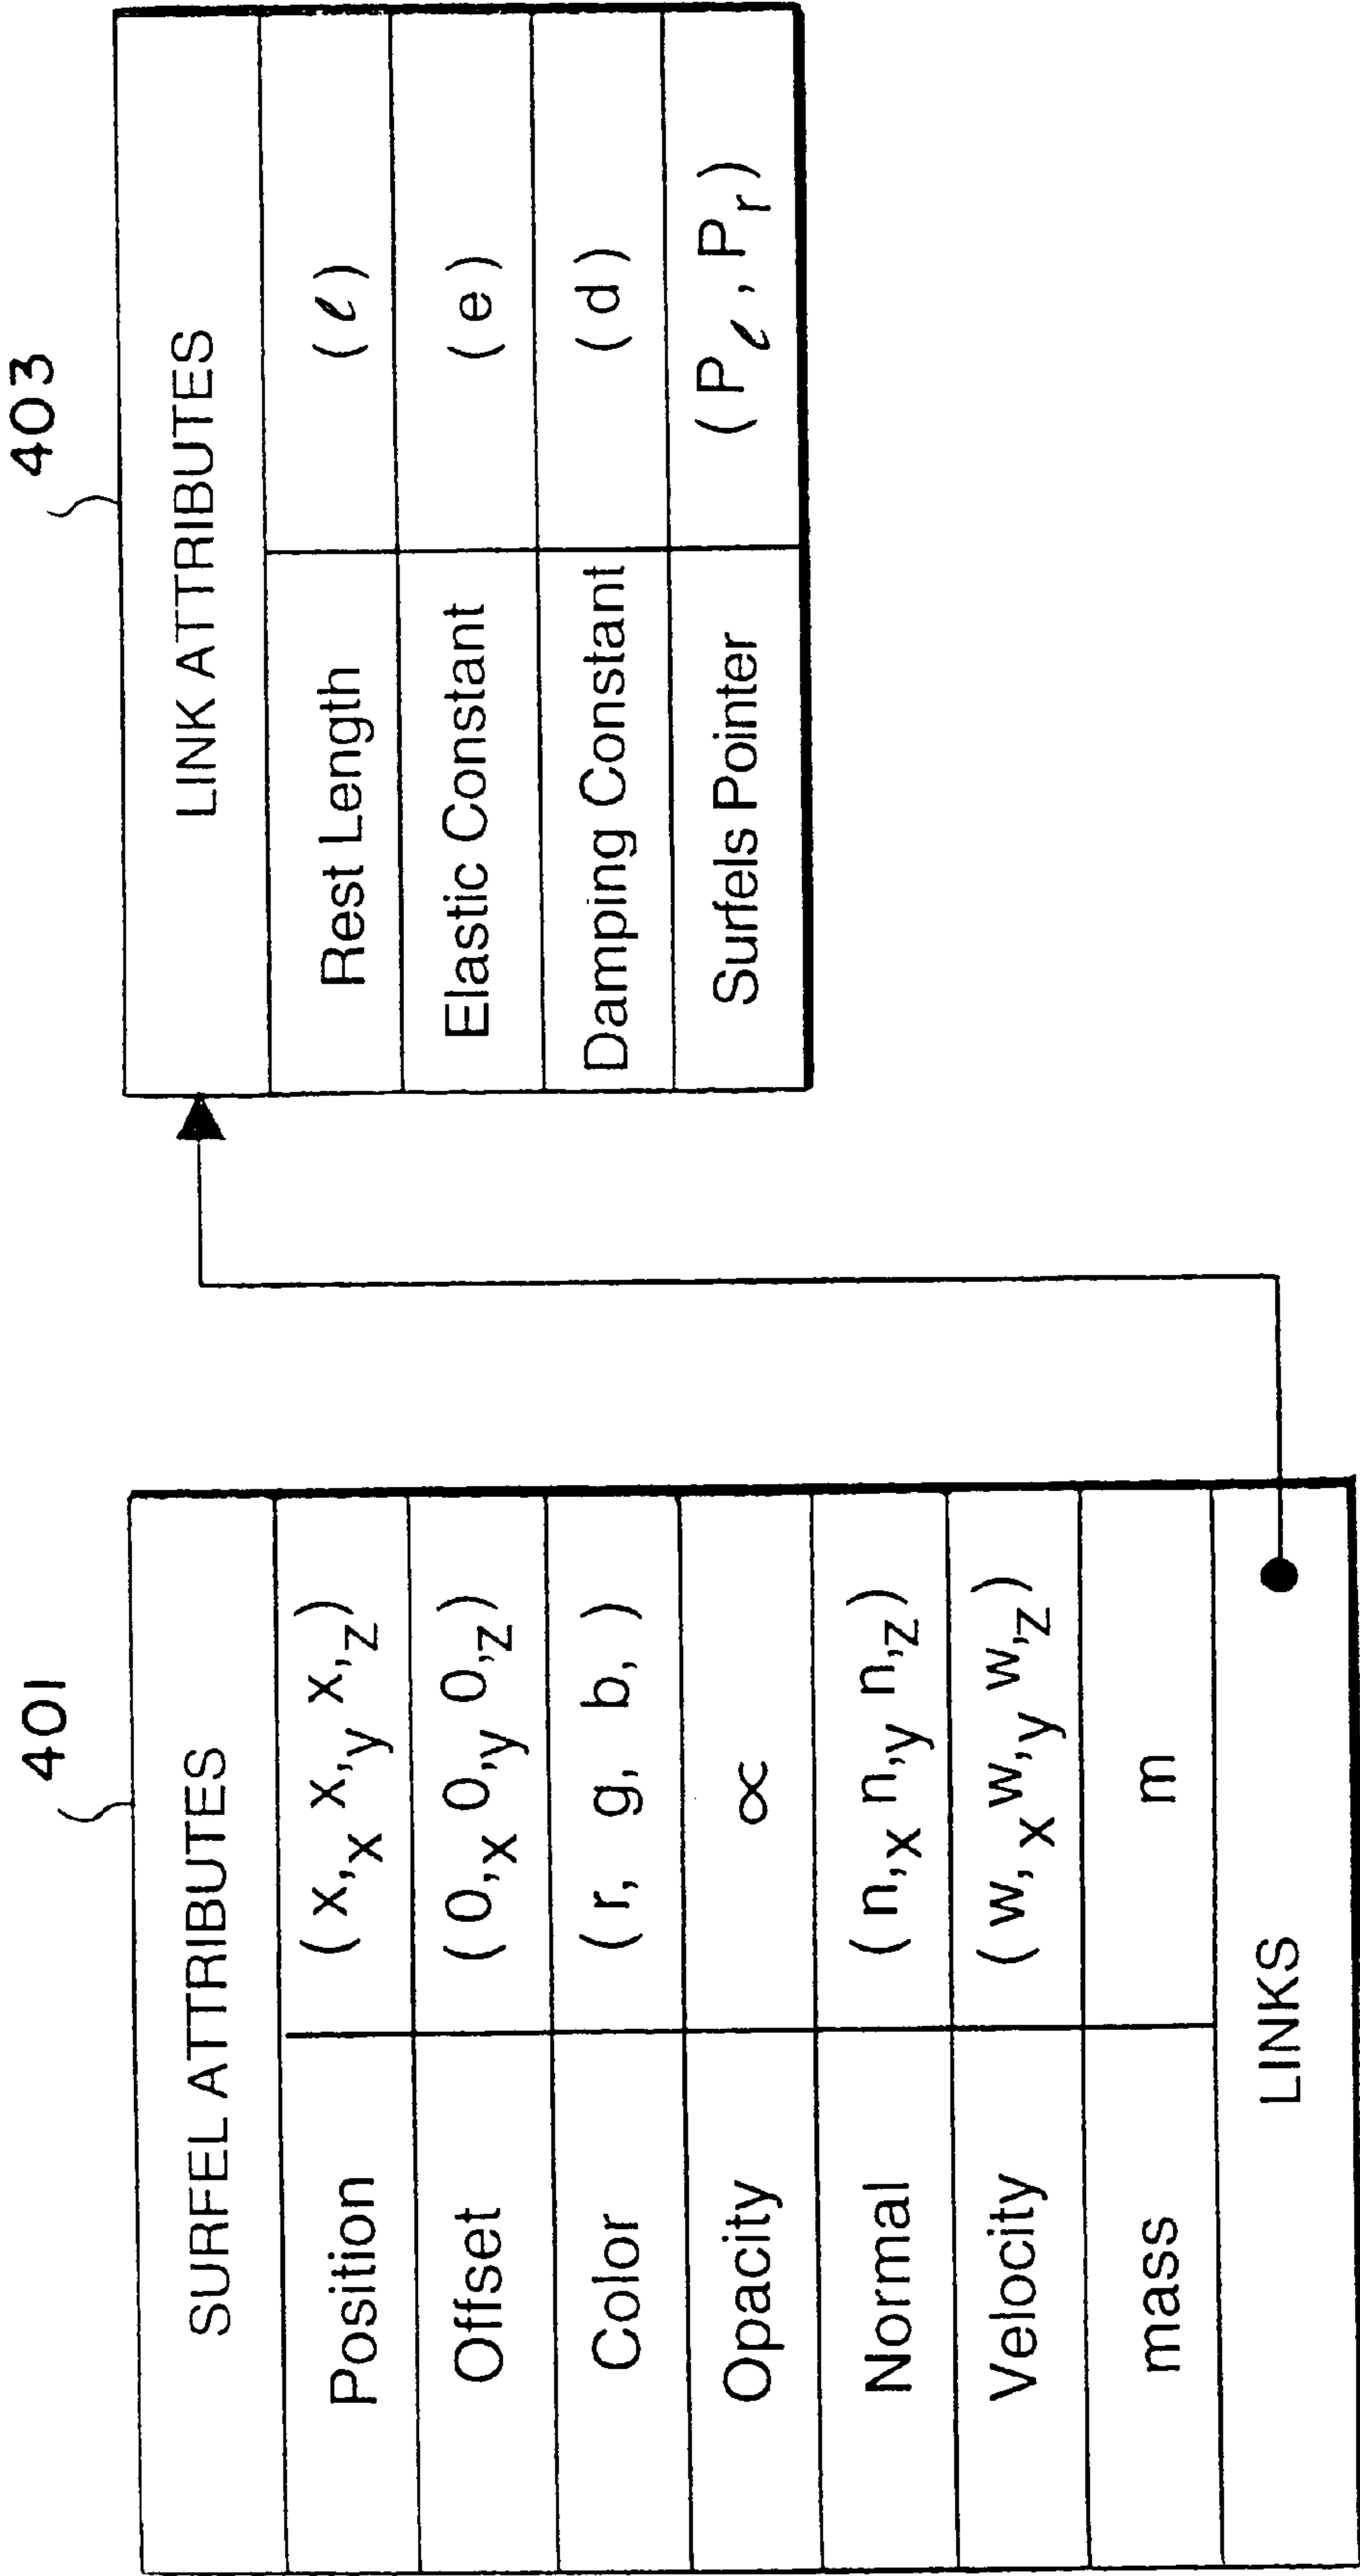 401
SURFEL ATTRIBUTES
Position ( x,x x,y x,z)
Offset ( 0,x 0,y 0,z)
Color ( r, g, b, )
Opacity ∝
Normal ( n,x n,y n,z)
Velocity ( w,x w,y w,z)
mass m
LINKS
403
LINK ATTRIBUTES
Rest Length ( ℓ )
Elastic Constant ( e )
Damping Constant ( d )
Surfels Pointer ( Pℓ , Pr )